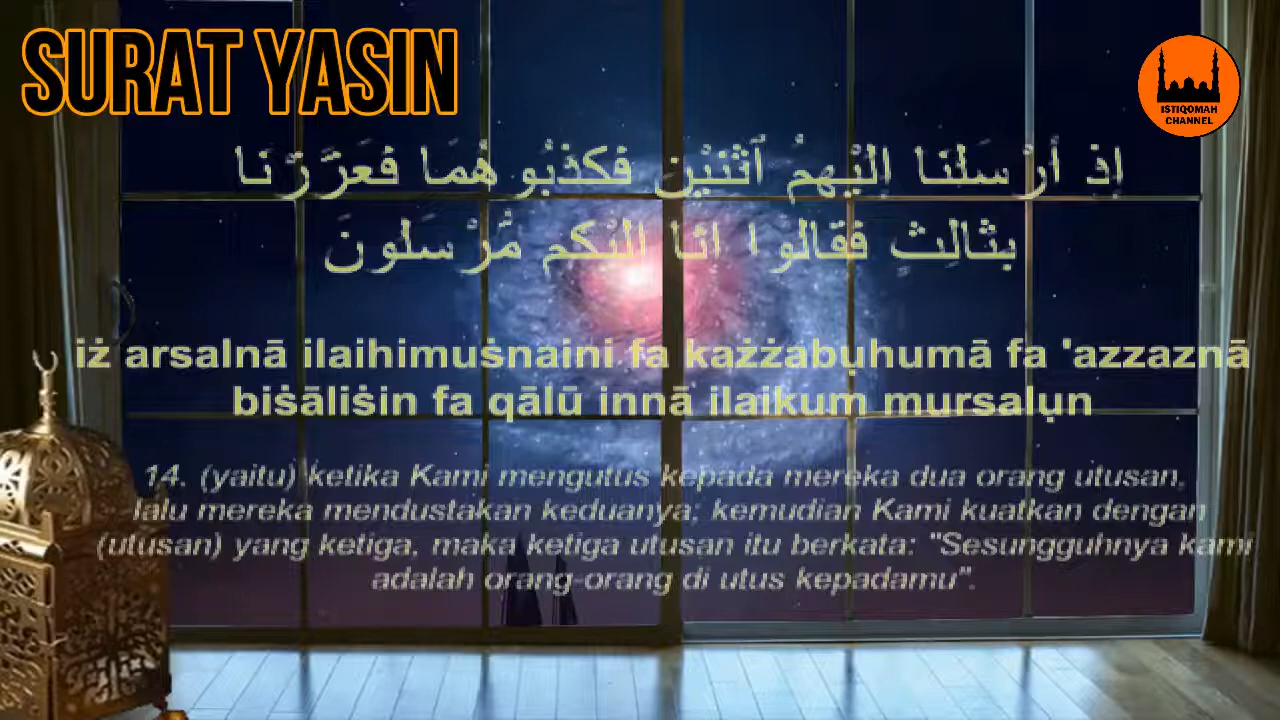 SURAT YASIN
ISTIQOMAH
CHANNEL
إِذْ أَرْسَلْنَا إِلَيْهِمُ ٱثْنَيْنِ فَكَذَّبُوهُمَا فَعَزَّزْنَا
بِثَالِثٍ فَقَالُوا إِنَّا إِلَيْكُم مُّرْسَلُونَ
iż arsalnā ilaihimuṡnaini fa każżabụhumā fa 'azzaznā
biṡāliṡin fa qālū innā ilaikum mursalụn
14. (yaitu) ketika Kami mengutus kepada mereka dua orang utusan,
lalu mereka mendustakan keduanya; kemudian Kami kuatkan dengan
(utusan) yang ketiga, maka ketiga utusan itu berkata: "Sesungguhnya kami
adalah orang-orang di utus kepadamu".